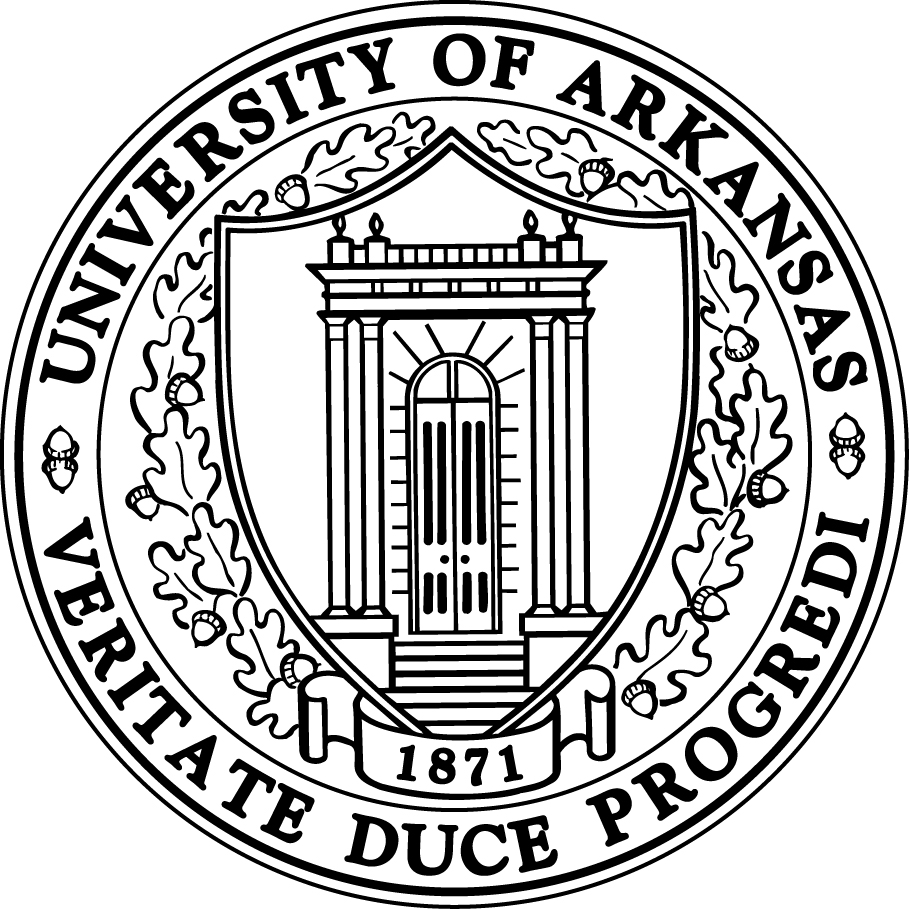 UNIVERSITY OF ARKANSAS
VERITATE DUCE PROGREDI
1871